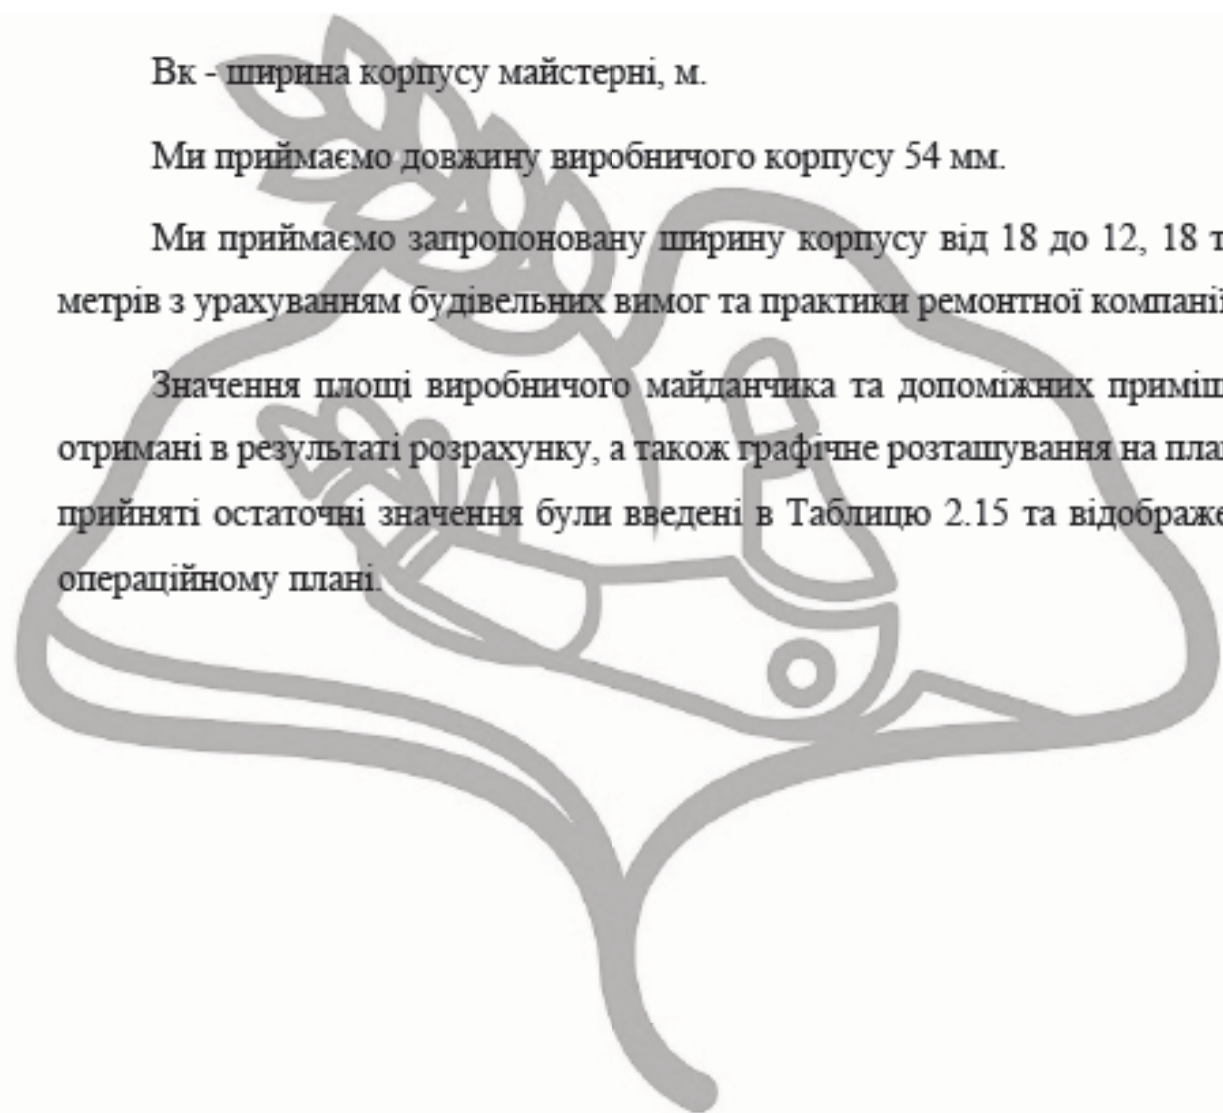 Вк - ширина корпусу майстерні, м.
Ми приймаємо довжину виробничого корпусу 54 мм.
Ми приймаємо запропоновану ширину корпусу від 18 до 12, 18 т
метрів з урахуванням будівельних вимог та практики ремонтної компанії
Значення площі виробничого майданчика та допоміжних приміщ
отримані в результаті розрахунку, а також графічне розташування на плаі
прийняті остаточні значення були введені в Таблицю 2.15 та відображе
операційному плані.